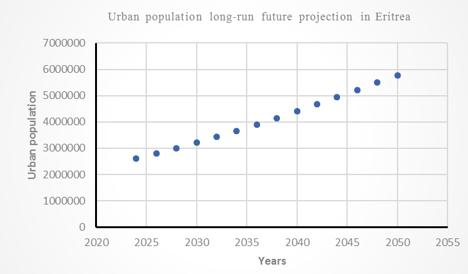 Urban population long-run future projection in Eritrea
7000000
6000000
5000000
4000000
3000000
2000000
1000000
0
Urban population
2020 2025 2030 2035 2040 2045 2050 2055
Years